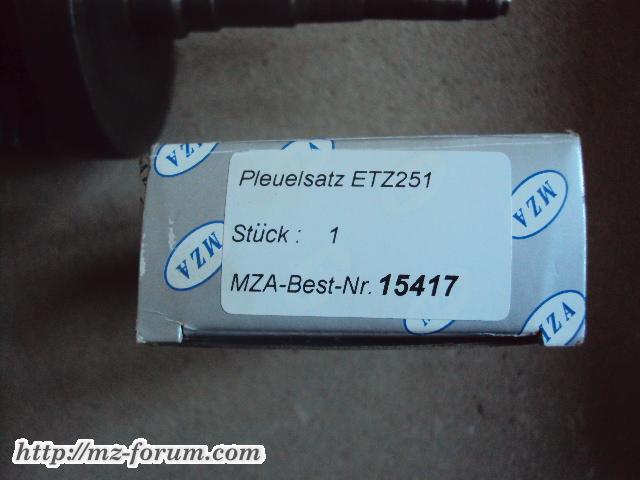 MZA
Pleuelsatz ETZ251
MZA
Stück : 1
MZA
MZA-Best-Nr. 15417
MZA
http://mz-forum.com